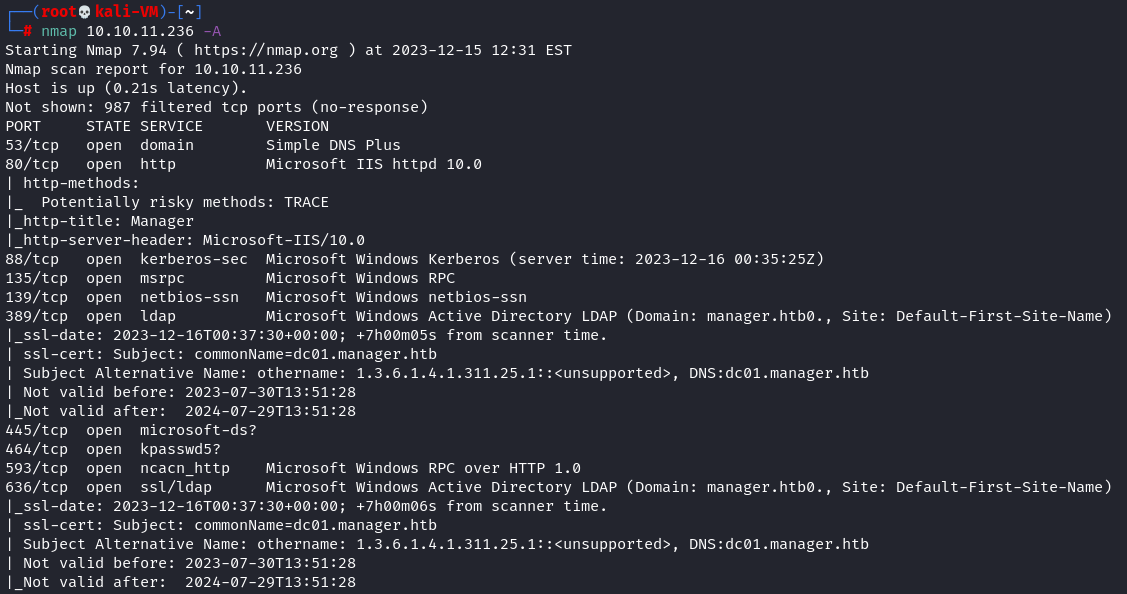 ┌──(root💀kali-VM)-[~]
└─# nmap 10.10.11.236 -A
Starting Nmap 7.94 ( https://nmap.org ) at 2023-12-15 12:31 EST
Nmap scan report for 10.10.11.236
Host is up (0.21s latency).
Not shown: 987 filtered tcp ports (no-response)
PORT    STATE SERVICE       VERSION
53/tcp   open  domain        Simple DNS Plus
80/tcp   open  http          Microsoft IIS httpd 10.0
| http-methods:
|_  Potentially risky methods: TRACE
|_http-title: Manager
|_http-server-header: Microsoft-IIS/10.0
88/tcp   open  kerberos-sec  Microsoft Windows Kerberos (server time: 2023-12-16 00:35:25Z)
135/tcp  open  msrpc         Microsoft Windows RPC
139/tcp  open  netbios-ssn   Microsoft Windows netbios-ssn
389/tcp  open  ldap          Microsoft Windows Active Directory LDAP (Domain: manager.htb0., Site: Default-First-Site-Name)
|_ssl-date: 2023-12-16T00:37:30+00:00; +7h00m05s from scanner time.
| ssl-cert: Subject: commonName=dc01.manager.htb
| Subject Alternative Name: othername: 1.3.6.1.4.1.311.25.1::<unsupported>, DNS:dc01.manager.htb
| Not valid before: 2023-07-30T13:51:28
|_Not valid after:  2024-07-29T13:51:28
445/tcp  open  microsoft-ds?
464/tcp  open  kpasswd5?
593/tcp  open  ncacn_http    Microsoft Windows RPC over HTTP 1.0
636/tcp  open  ssl/ldap      Microsoft Windows Active Directory LDAP (Domain: manager.htb0., Site: Default-First-Site-Name)
|_ssl-date: 2023-12-16T00:37:30+00:00; +7h00m06s from scanner time.
| ssl-cert: Subject: commonName=dc01.manager.htb
| Subject Alternative Name: othername: 1.3.6.1.4.1.311.25.1::<unsupported>, DNS:dc01.manager.htb
| Not valid before: 2023-07-30T13:51:28
|_Not valid after:  2024-07-29T13:51:28